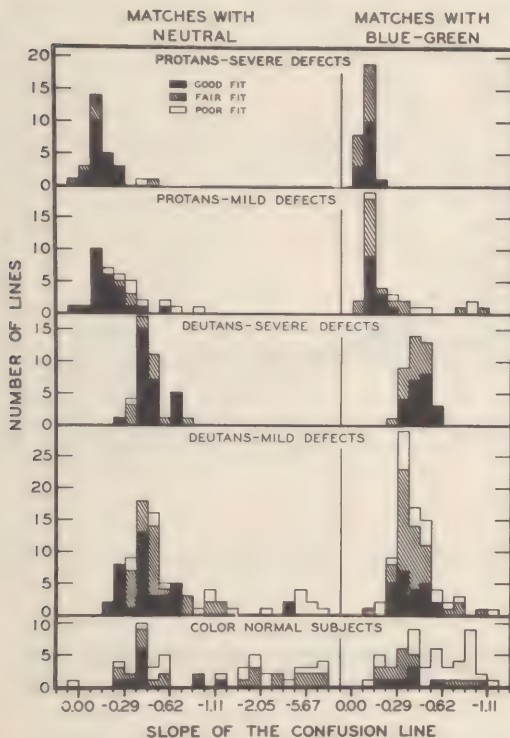 MATCHES WITH
NEUTRAL
MATCHES WITH
BLUE-GREEN
PROTANS-SEVERE DEFECTS
GOOD FIT
FAIR FIT
POOR FIT
20
15
10
5
0
PROTANS-MILD DEFECTS
15
10
5
0
DEUTANS-SEVERE DEFECTS
15
10
5
0
DEUTANS-MILD DEFECTS
25
20
15
10
5
0
COLOR NORMAL SUBJECTS
10
5
0
NUMBER OF LINES
0.00 -0.29 -0.62 -1.11 -2.05 -5.67 0.00 -0.29 -0.62 -1.11
SLOPE OF THE CONFUSION LINE